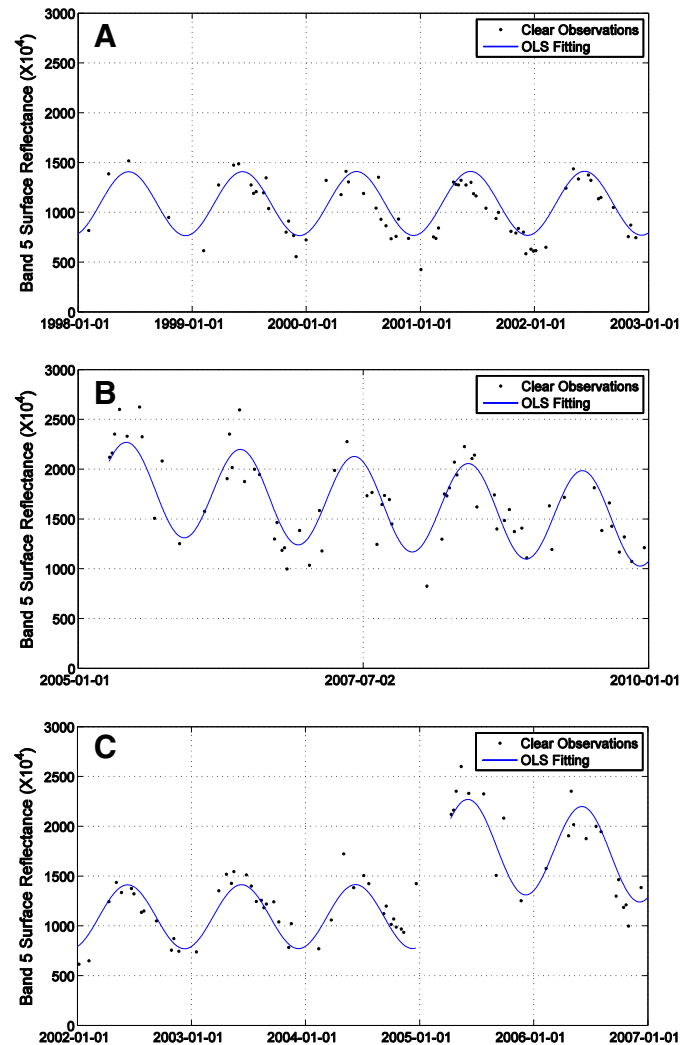 A
Clear Observations
OLS Fitting
Band 5 Surface Reflectance (X10⁴)
3000
2500
2000
1500
1000
500
0
1998-01-01 1999-01-01 2000-01-01 2001-01-01 2002-01-01 2003-01-01
B
Clear Observations
OLS Fitting
Band 5 Surface Reflectance (X10⁴)
3000
2500
2000
1500
1000
500
0
2005-01-01 2007-07-02 2010-01-01
C
Clear Observations
OLS Fitting
Band 5 Surface Reflectance (X10⁴)
3000
2500
2000
1500
1000
500
0
2002-01-01 2003-01-01 2004-01-01 2005-01-01 2006-01-01 2007-01-01